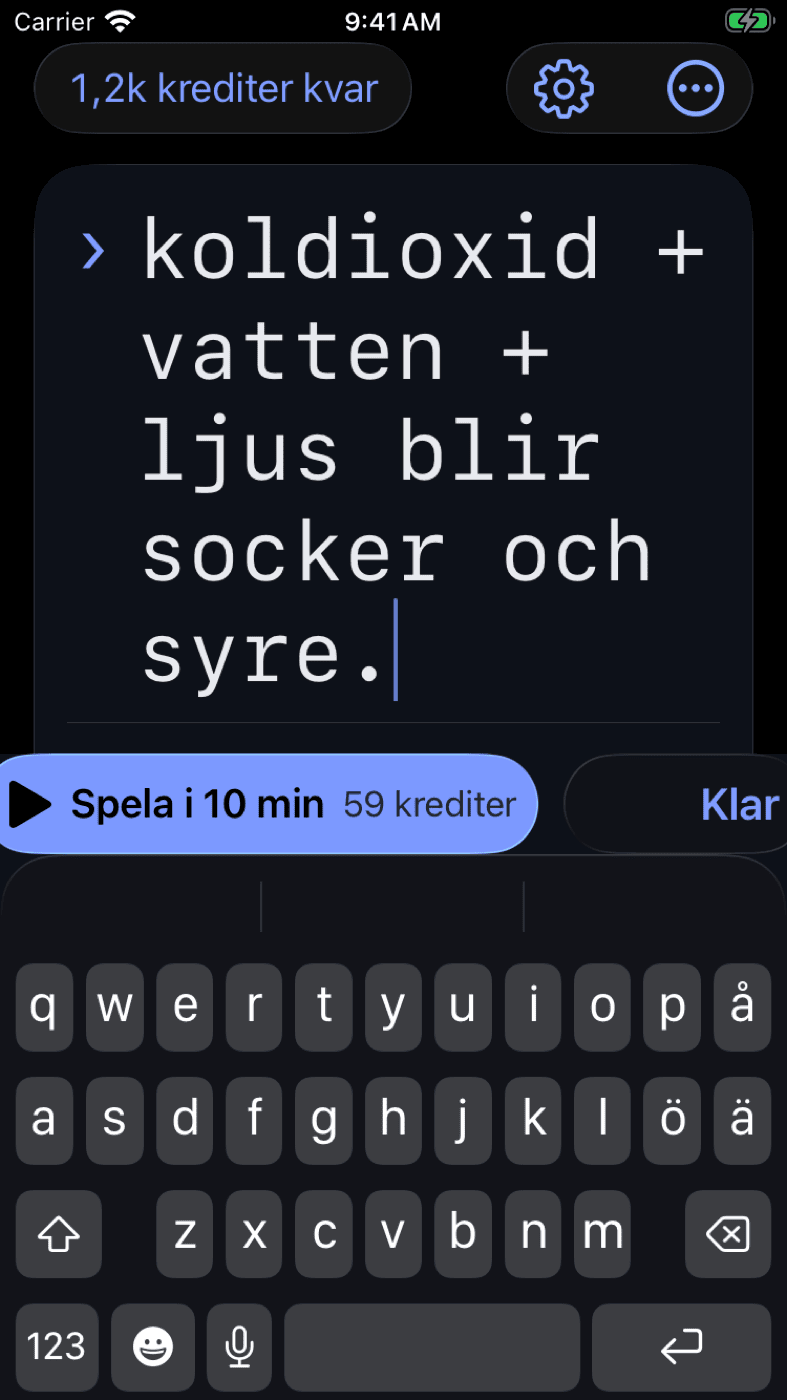 Carrier 9:41 AM
1,2k krediter kvar
› koldioxid +
vatten +
ljus blir
socker och
syre.
Spela i 10 min 59 krediter Klar
q w e r t y u i o p å
a s d f g h j k l ö ä
z x c v b n m
123